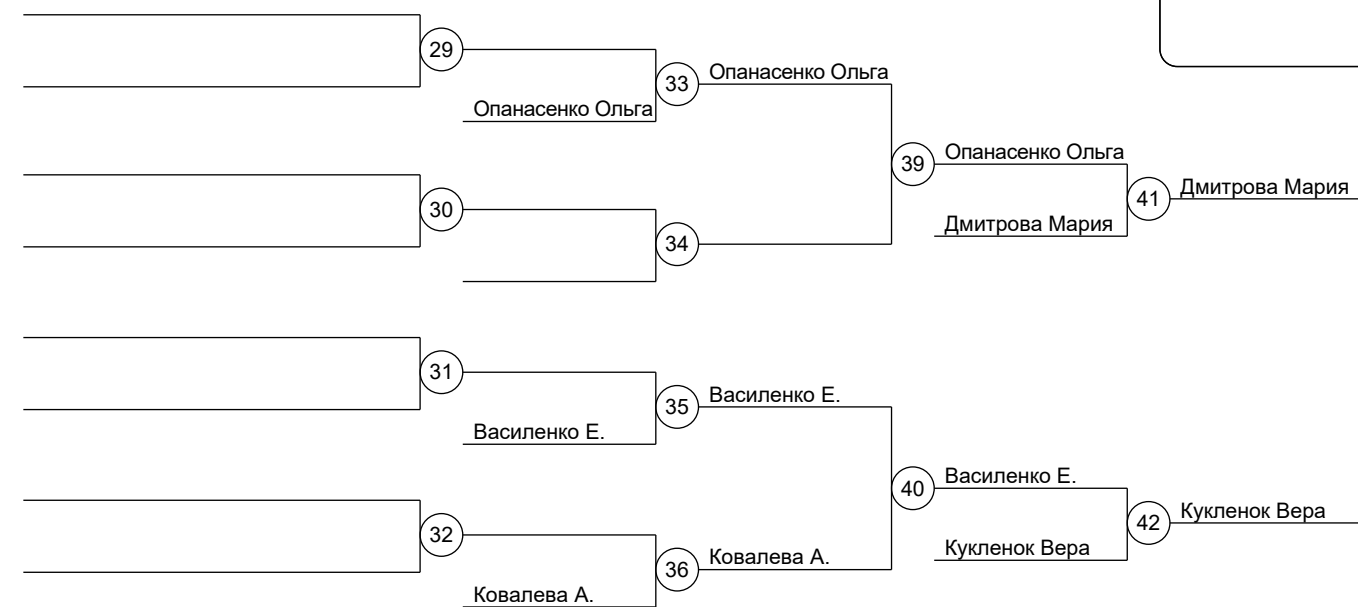 29
33 Опанасенко Ольга
Опанасенко Ольга
39 Опанасенко Ольга
30
41 Дмитрова Мария
Дмитрова Мария
34
31
35 Василенко Е.
Василенко Е.
40 Василенко Е.
32
42 Кукленок Вера
Кукленок Вера
36 Ковалева А.
Ковалева А.